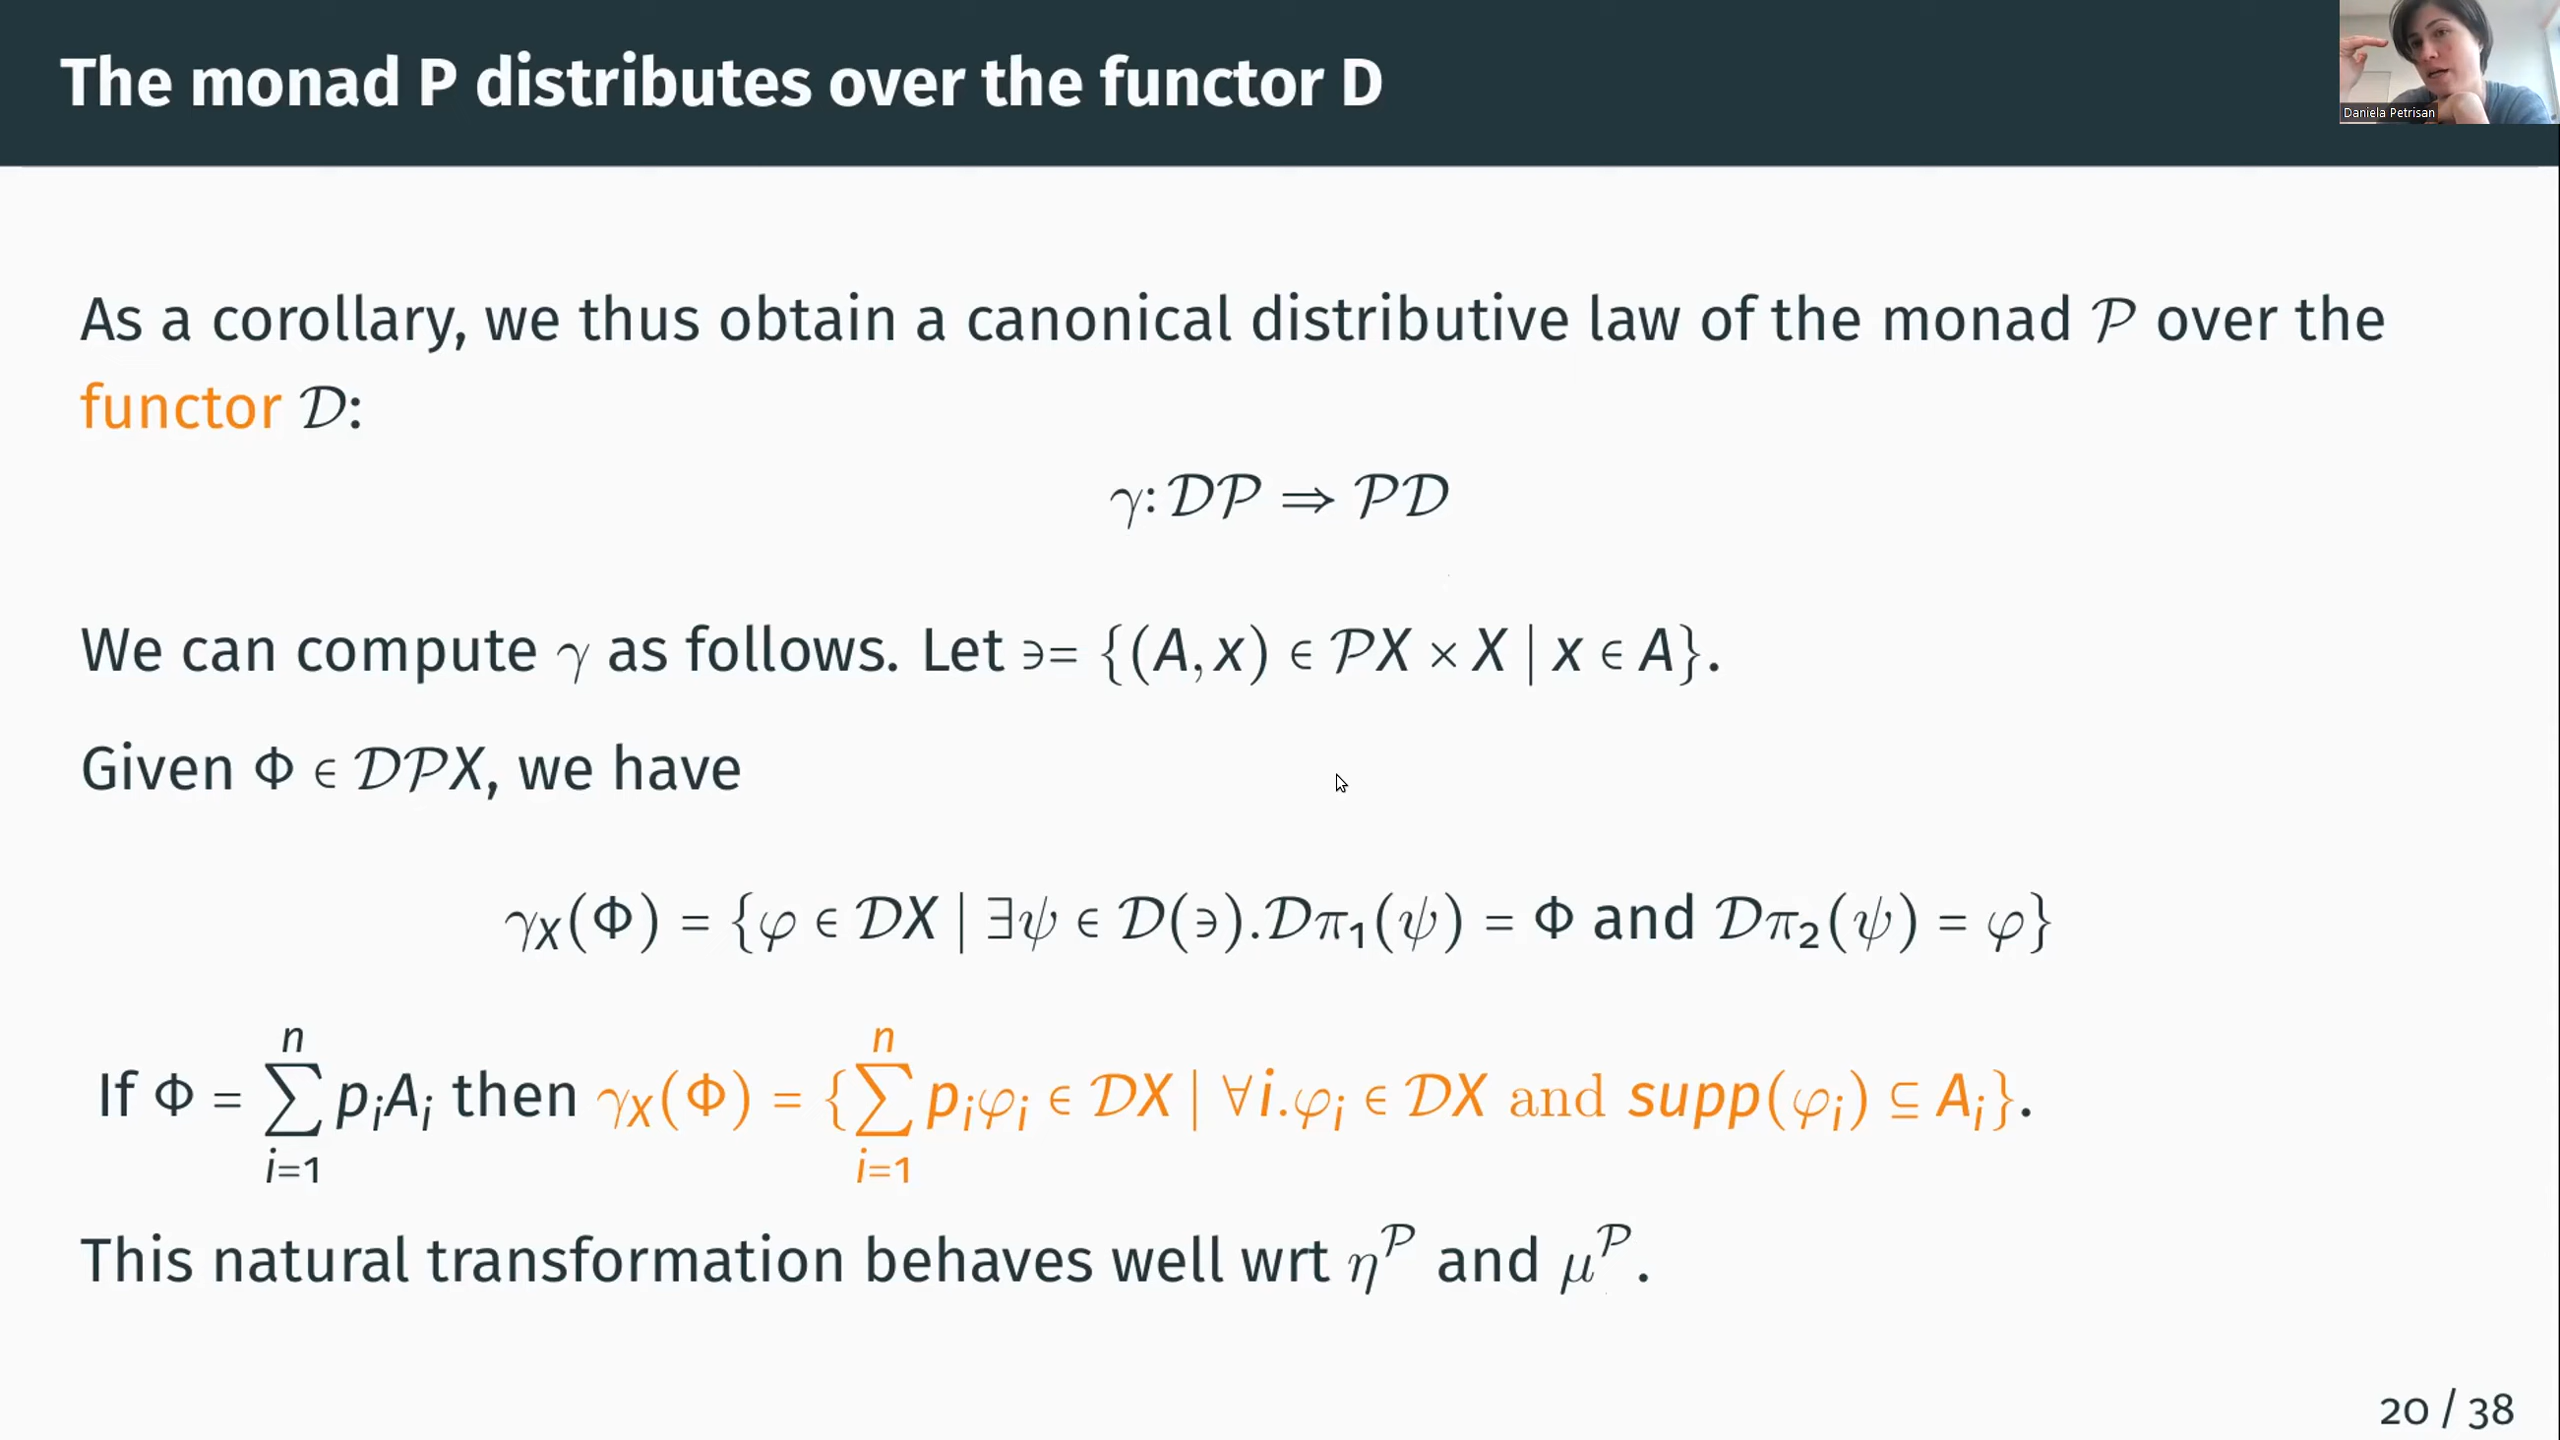 The monad P distributes over the functor D
Daniela Petrisan
As a corollary, we thus obtain a canonical distributive law of the monad 𝒫 over the
functor 𝒟:
γ: 𝒟𝒫 ⇒ 𝒫𝒟
We can compute γ as follows. Let ∋= {(A, x) ∈ 𝒫X × X | x ∈ A}.
Given Φ ∈ 𝒟𝒫X, we have
γ_X(Φ) = {φ ∈ 𝒟X | ∃ψ ∈ 𝒟(∋).𝒟π₁(ψ) = Φ and 𝒟π₂(ψ) = φ}
If Φ = ∑_{i=1}^{n} p_i A_i then γ_X(Φ) = {∑_{i=1}^{n} p_i φ_i ∈ 𝒟X | ∀i.φ_i ∈ 𝒟X and supp(φ_i) ⊆ A_i}.
This natural transformation behaves well wrt η^𝒫 and μ^𝒫.
20 / 38